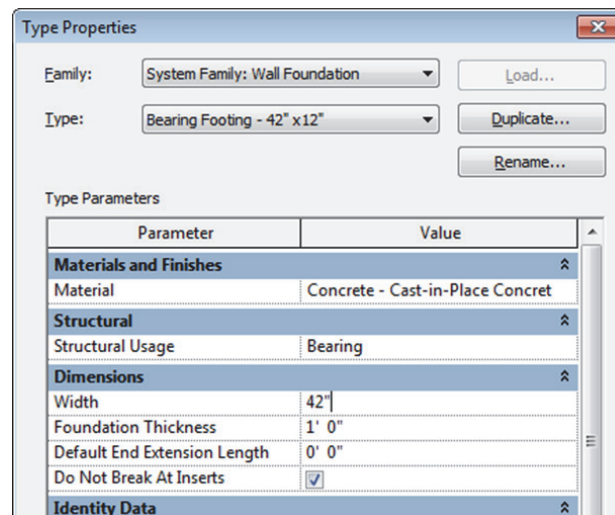 Type Properties
Family: System Family: Wall Foundation Load...
Type: Bearing Footing - 42" x12" Duplicate...
Rename...
Type Parameters
Parameter Value
Materials and Finishes
Material Concrete - Cast-in-Place Concret
Structural
Structural Usage Bearing
Dimensions
Width 42"
Foundation Thickness 1' 0"
Default End Extension Length 0' 0"
Do Not Break At Inserts
Identity Data